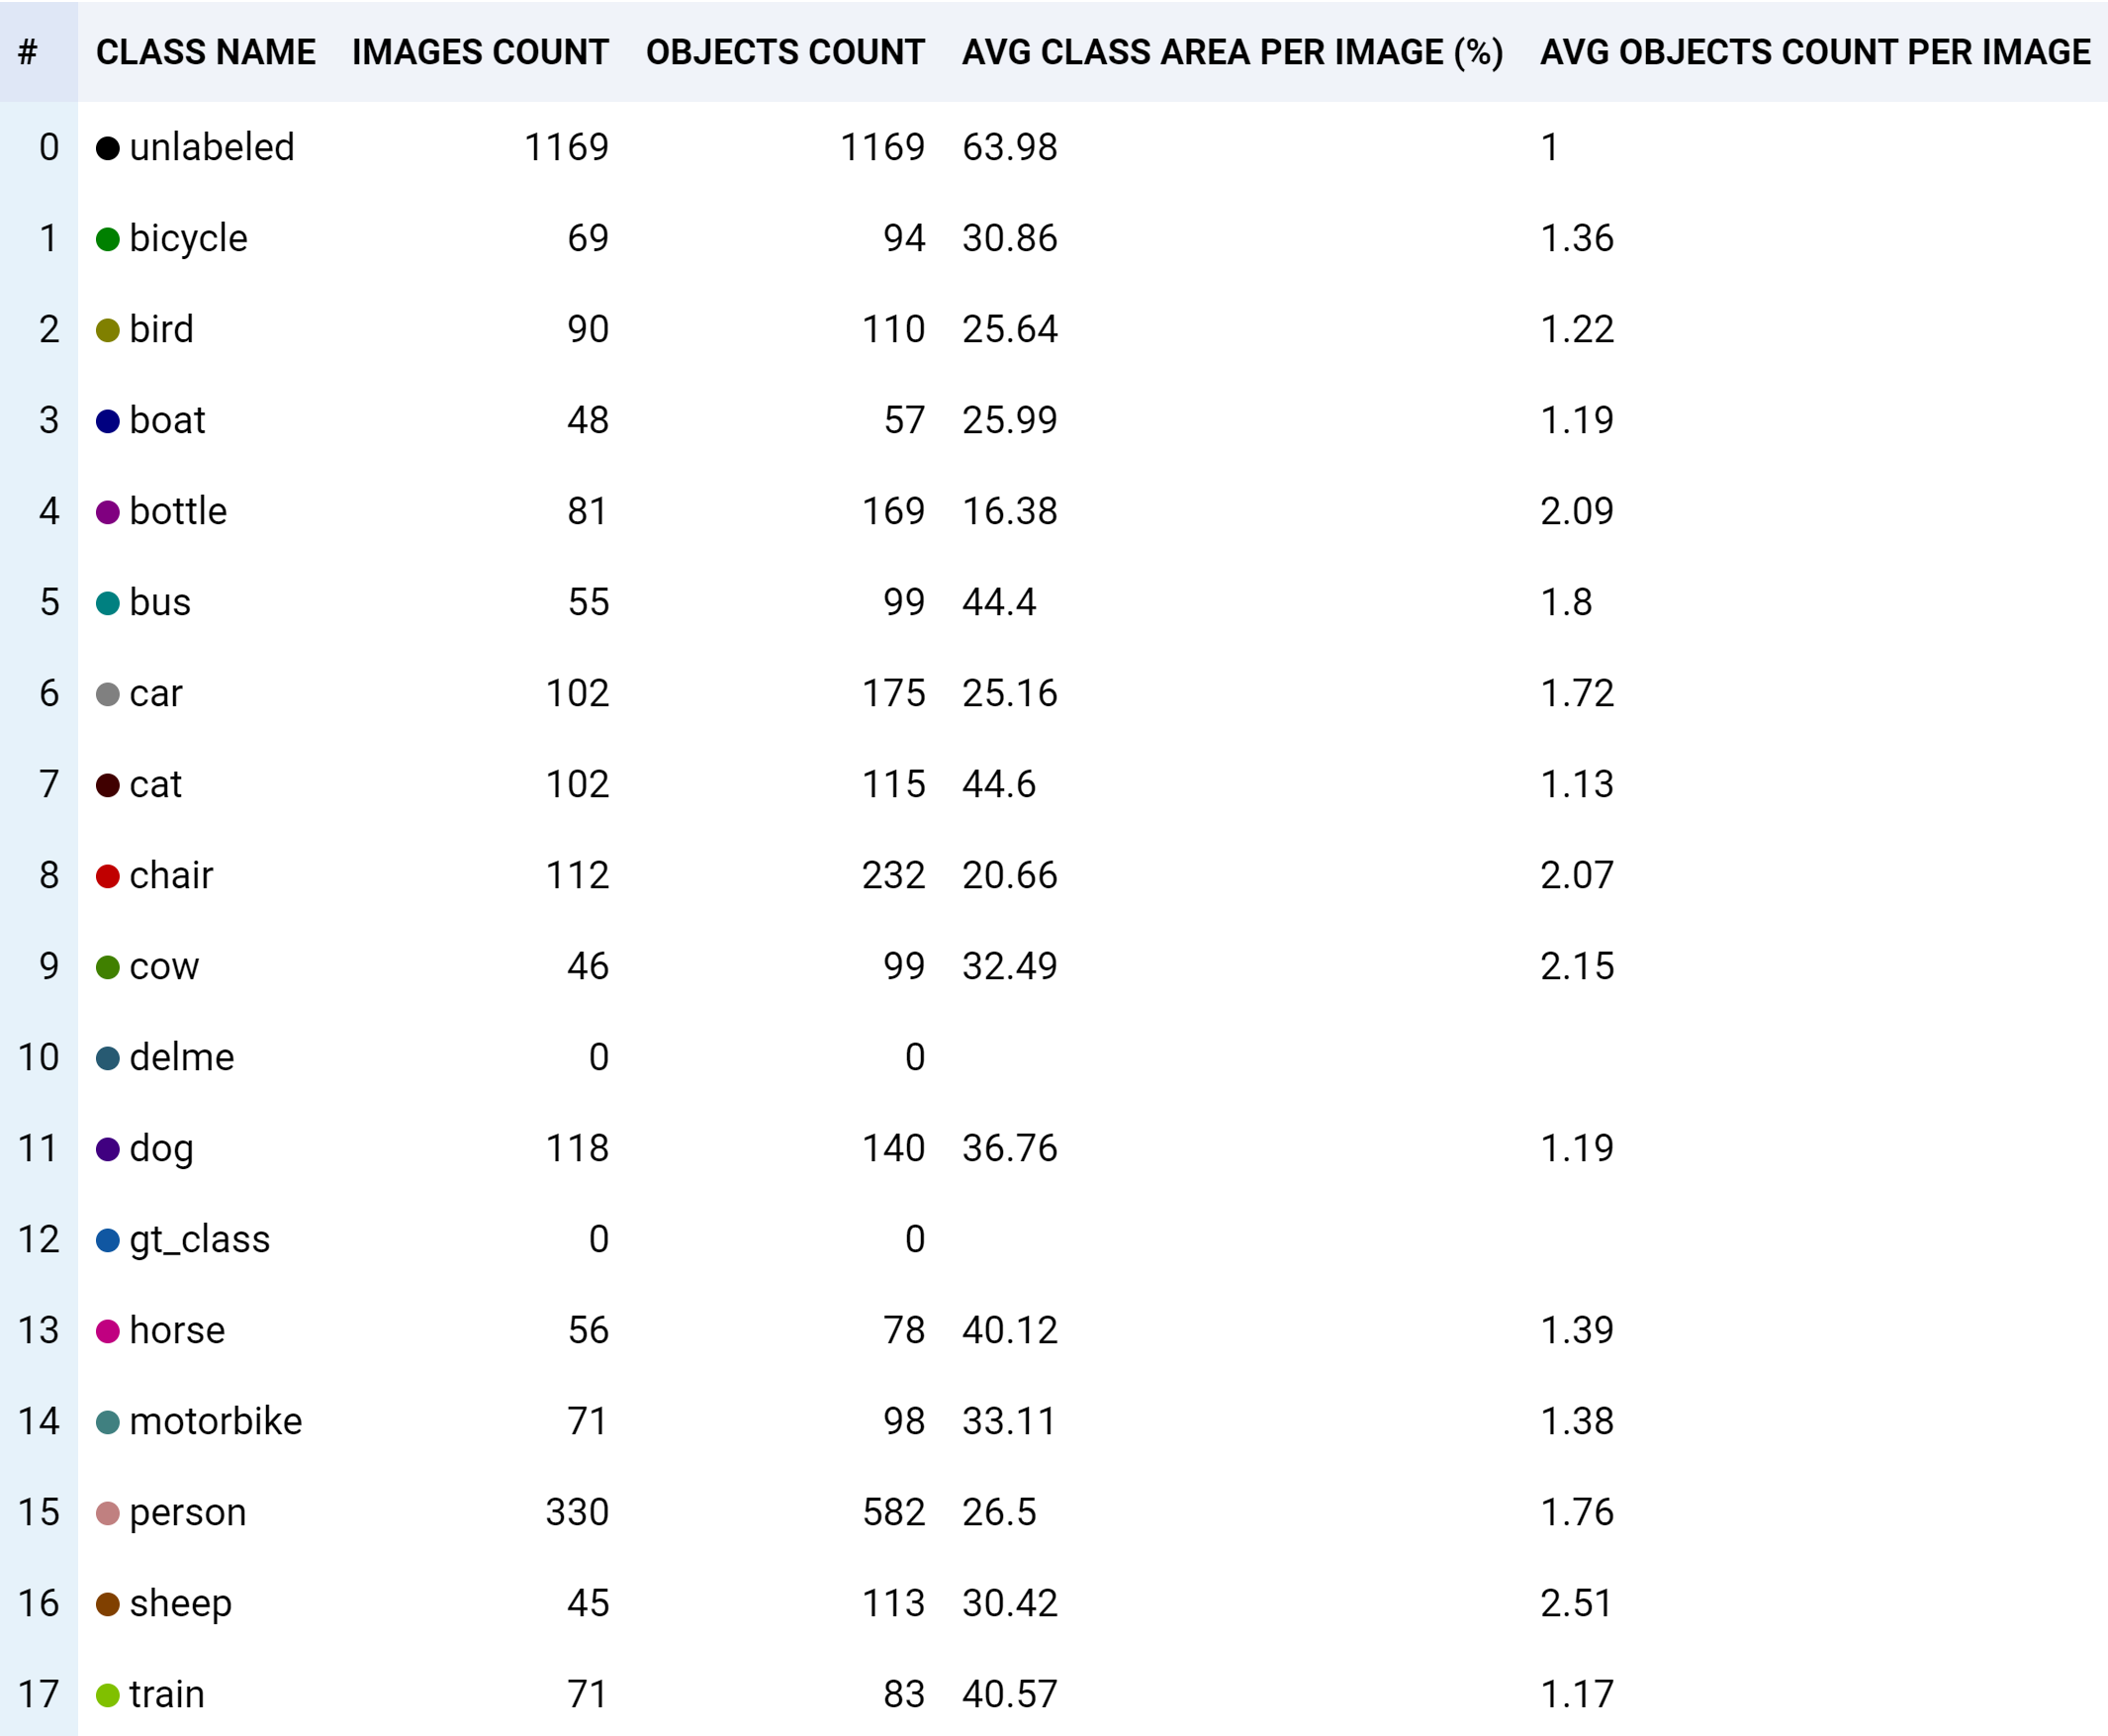 # CLASS NAME IMAGES COUNT OBJECTS COUNT AVG CLASS AREA PER IMAGE (%) AVG OBJECTS COUNT PER IMAGE
0 unlabeled 1169 1169 63.98 1
1 bicycle 69 94 30.86 1.36
2 bird 90 110 25.64 1.22
3 boat 48 57 25.99 1.19
4 bottle 81 169 16.38 2.09
5 bus 55 99 44.4 1.8
6 car 102 175 25.16 1.72
7 cat 102 115 44.6 1.13
8 chair 112 232 20.66 2.07
9 cow 46 99 32.49 2.15
10 delme 0 0
11 dog 118 140 36.76 1.19
12 gt_class 0 0
13 horse 56 78 40.12 1.39
14 motorbike 71 98 33.11 1.38
15 person 330 582 26.5 1.76
16 sheep 45 113 30.42 2.51
17 train 71 83 40.57 1.17